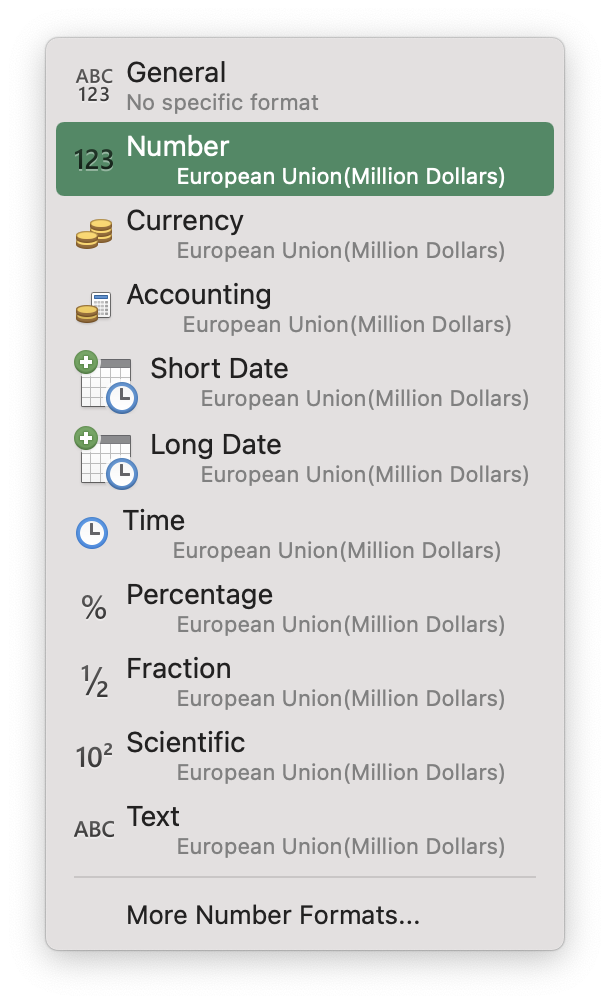 ABC
123
General
No specific format
123
Number
European Union(Million Dollars)
Currency
European Union(Million Dollars)
Accounting
European Union(Million Dollars)
Short Date
European Union(Million Dollars)
Long Date
European Union(Million Dollars)
Time
European Union(Million Dollars)
%
Percentage
European Union(Million Dollars)
½
Fraction
European Union(Million Dollars)
10²
Scientific
European Union(Million Dollars)
ABC
Text
European Union(Million Dollars)
More Number Formats...